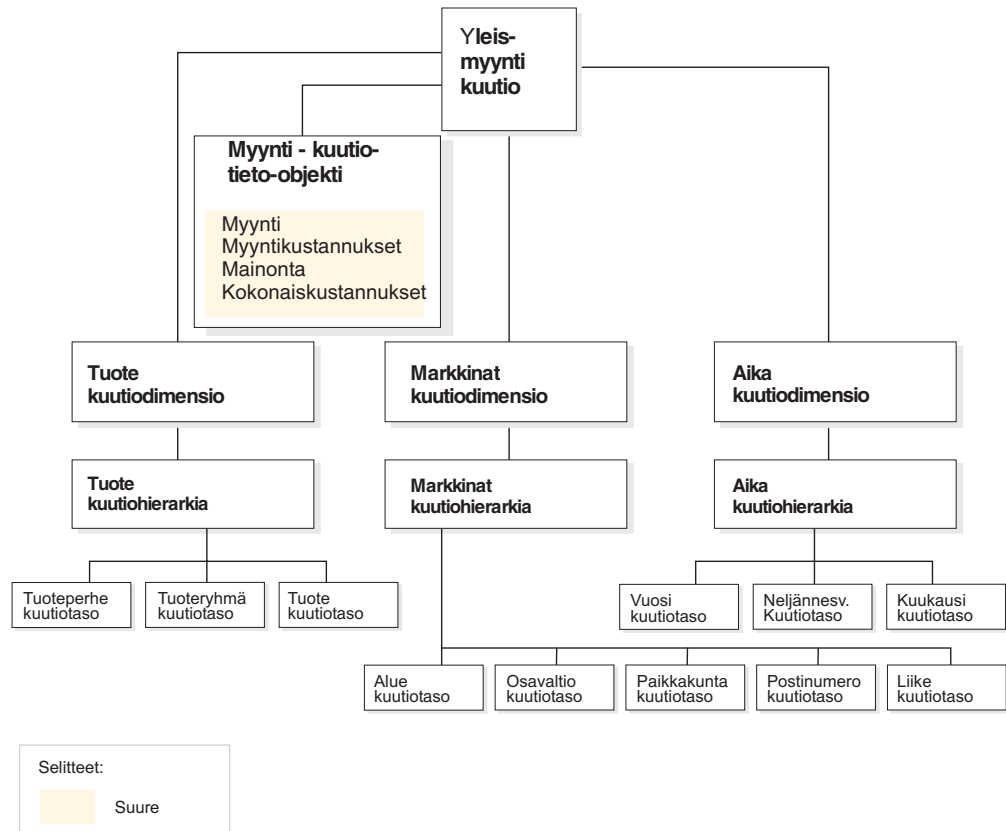 Yleis-
myynti
kuutio
Myynti - kuutio-
tieto-objekti
Myynti
Myyntikustannukset
Mainonta
Kokonaiskustannukset
Tuote
kuutiodimensio
Markkinat
kuutiodimensio
Aika
kuutiodimensio
Tuote
kuutiohierarkia
Markkinat
kuutiohierarkia
Aika
kuutiohierarkia
Tuoteperhe
kuutiotaso
Tuoteryhmä
kuutiotaso
Tuote
kuutiotaso
Vuosi
kuutiotaso
Neljännesv.
Kuutiotaso
Kuukausi
kuutiotaso
Alue
kuutiotaso
Osavaltio
kuutiotaso
Paikkakunta
kuutiotaso
Postinumero
kuutiotaso
Liike
kuutiotaso
Selitteet:
Suure